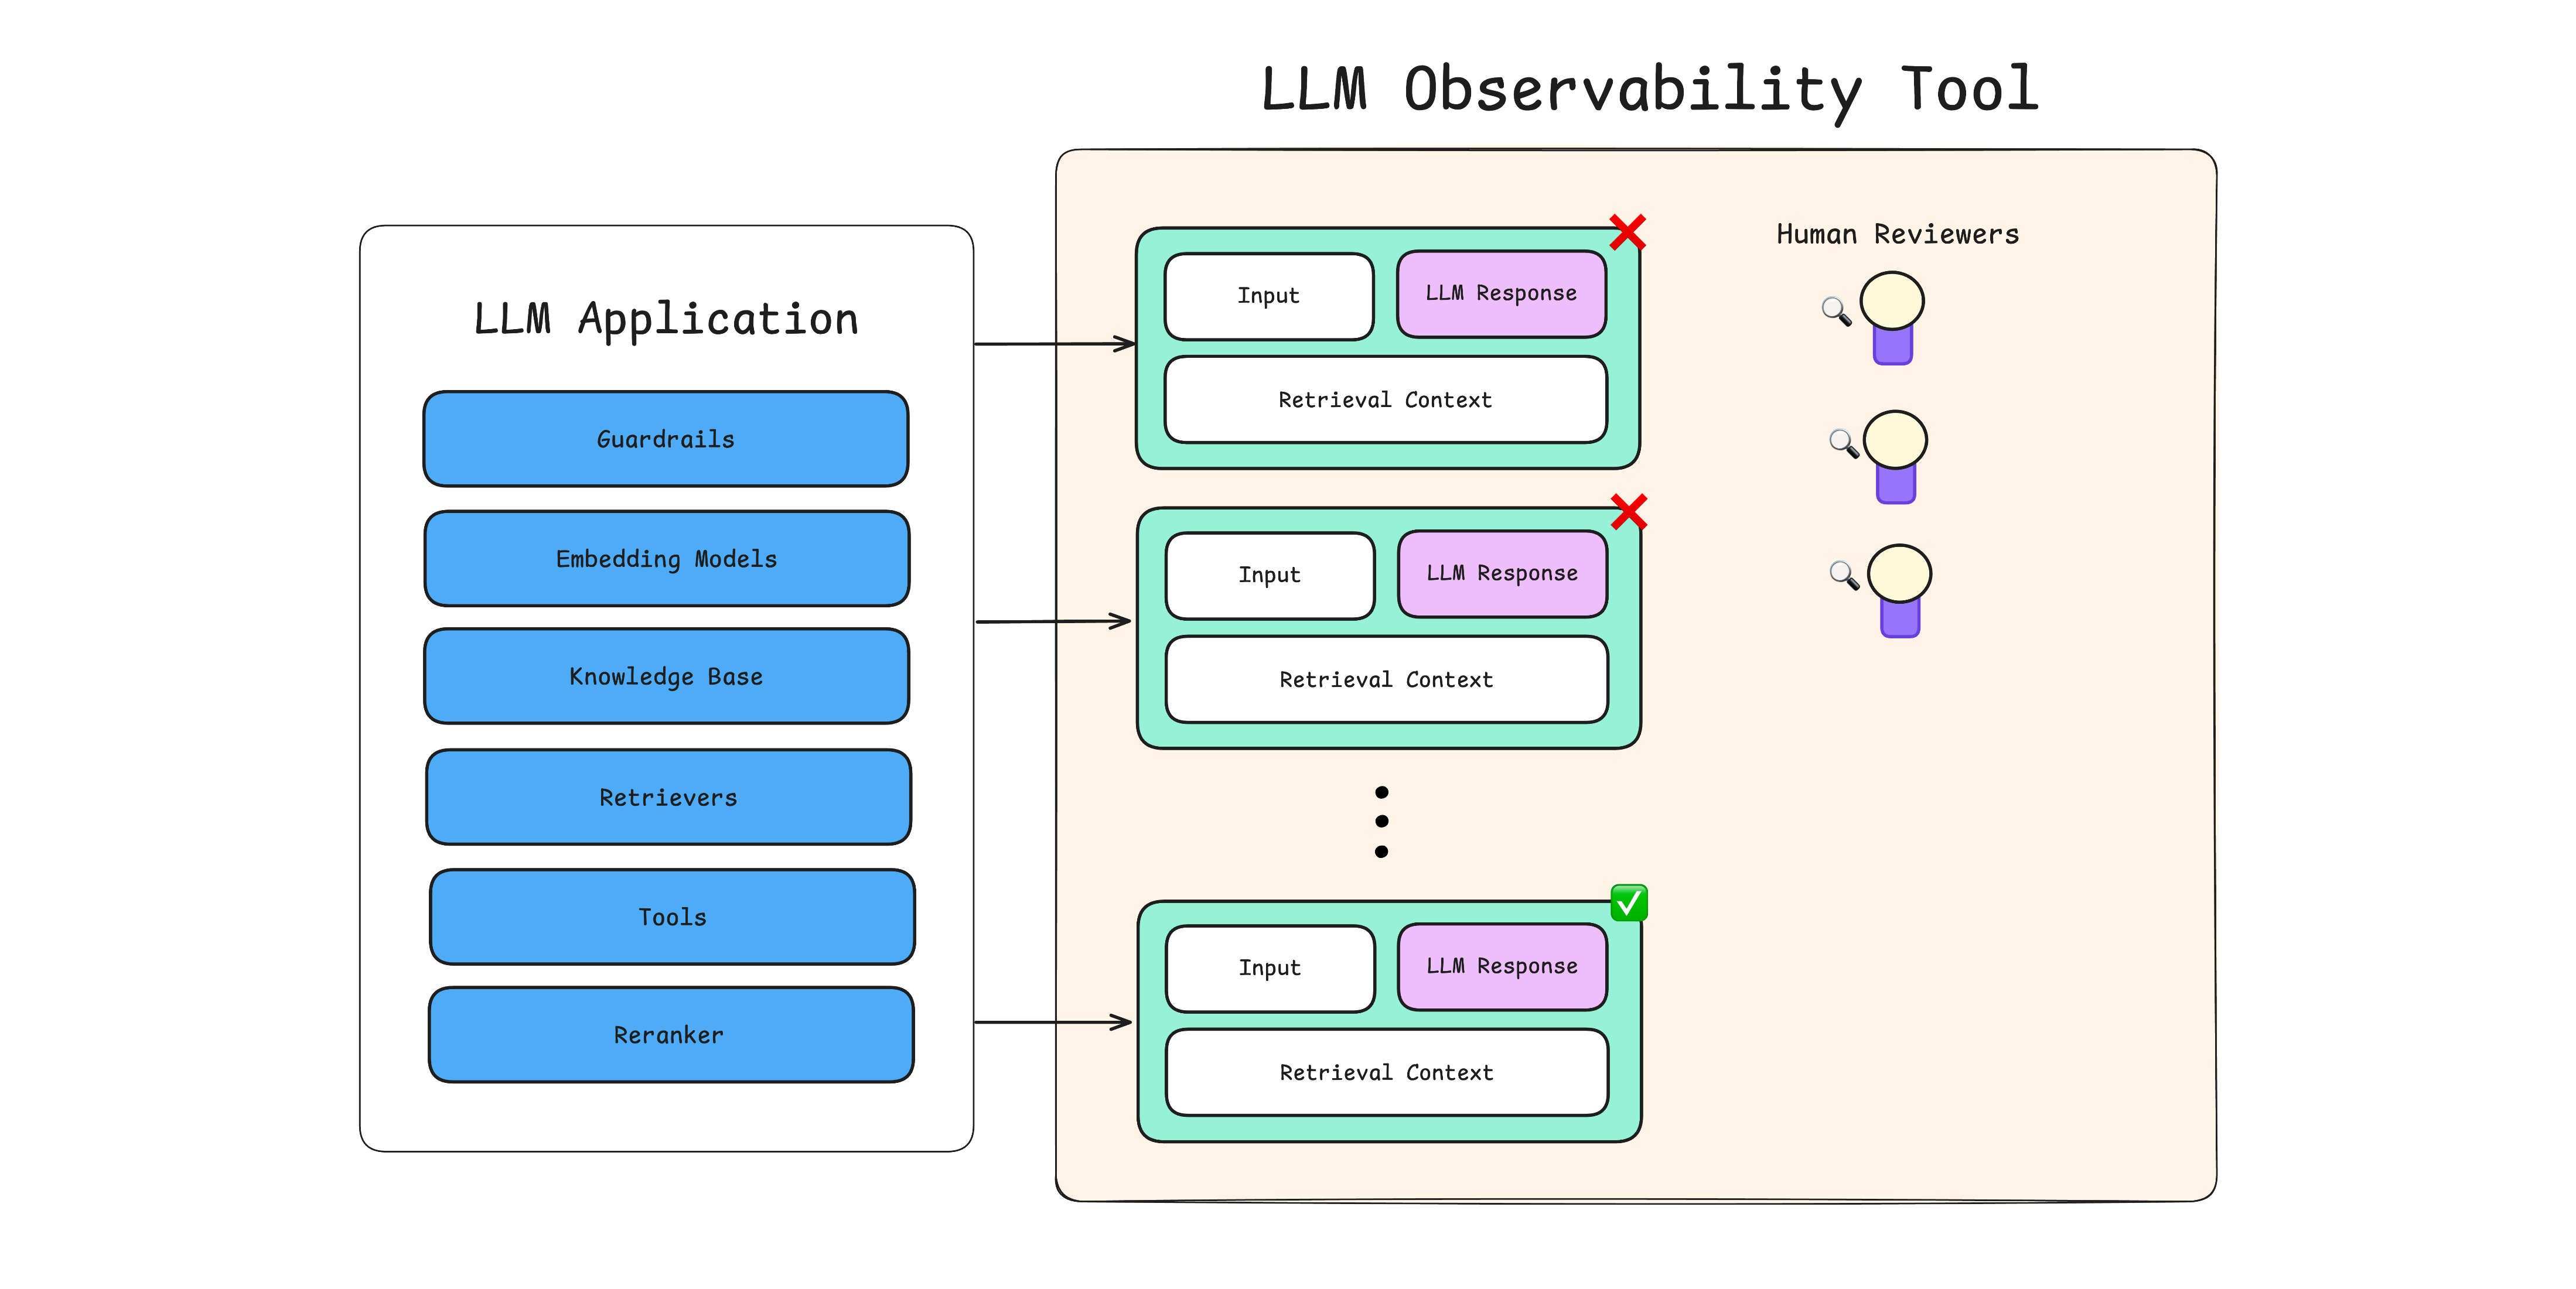 LLM Observability Tool
LLM Application
Guardrails
Embedding Models
Knowledge Base
Retrievers
Tools
Reranker
Input
LLM Response
Retrieval Context
Input
LLM Response
Retrieval Context
Input
LLM Response
Retrieval Context
Human Reviewers